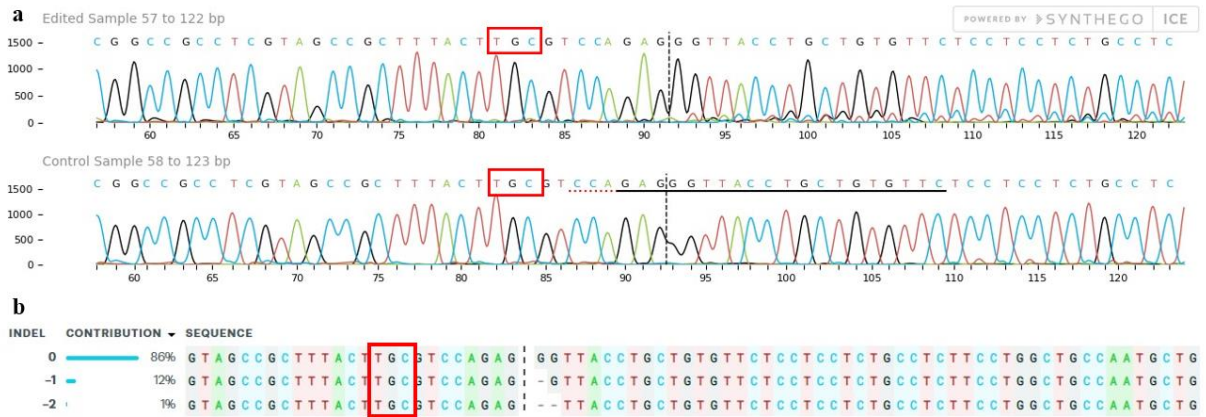 a
Edited Sample 57 to 122 bp
POWERED BY SYNTHEGO ICE
C G G C C G C C T C G T A G C C G C T T T A C T T G C G T C C A G A G G G T T A C C T G C T G T G T T C T C C T C C T C T G C C T C
1500
1000
500
0
60 65 70 75 80 85 90 95 100 105 110 115 120
Control Sample 58 to 123 bp
C G G C C G C C T C G T A G C C G C T T T A C T T G C G T C C A G A G G G T T A C C T G C T G T G T T C T C C T C C T C T G C C T C
1500
1000
500
0
60 65 70 75 80 85 90 95 100 105 110 115 120
b
INDEL CONTRIBUTION SEQUENCE
0 86% G T A G C C G C T T T A C T T G C G T C C A G A G G G T T A C C T G C T G T G T T C T C C T C C T C T G C C T C T T C C T G G C T G C C A A T G C T G
-1 12% G T A G C C G C T T T A C T T G C G T C C A G A G - G T T A C C T G C T G T G T T C T C C T C C T C T G C C T C T T C C T G G C T G C C A A T G C T G
-2 1% G T A G C C G C T T T A C T T G C G T C C A G A G - - T T A C C T G C T G T G T T C T C C T C C T C T G C C T C T T C C T G G C T G C C A A T G C T G